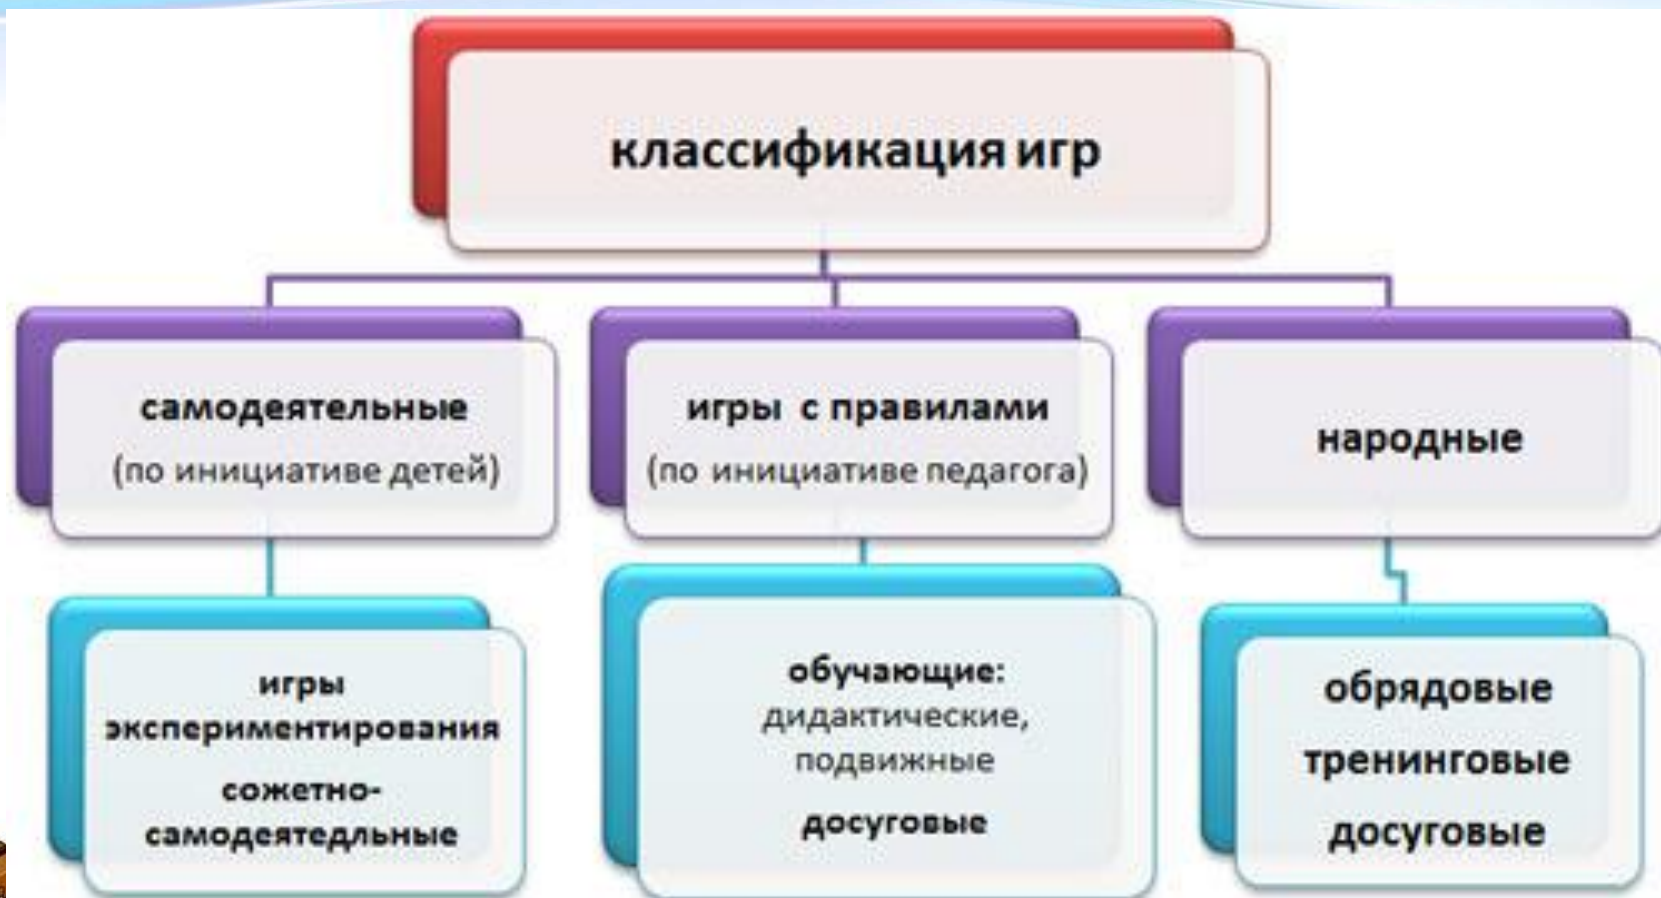 классификация игр
самодеятельные
(по инициативе детей)
игры с правилами
(по инициативе педагога)
народные
игры
экспериментирования
сожетно-
самодеятедльные
обучающие:
дидактические,
подвижные
досуговые
обрядовые
тренинговые
досуговые